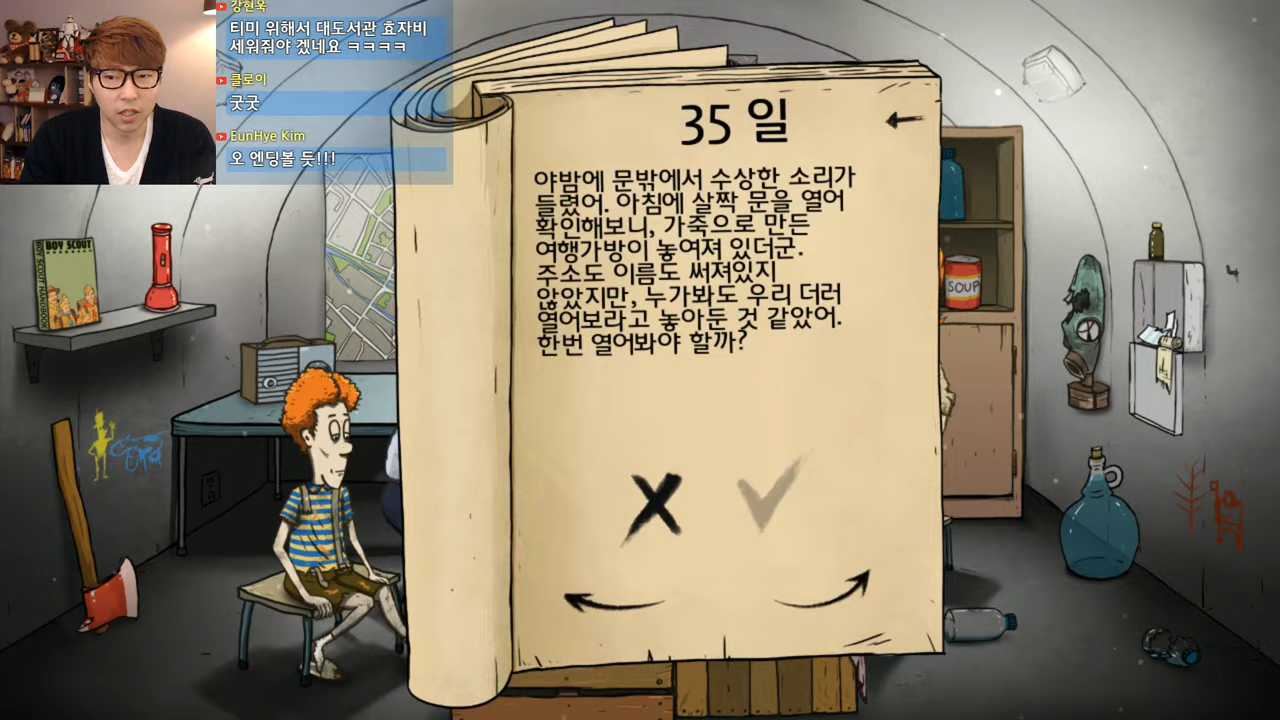 강현욱
티미 위해서 대도서관 효자비
세워줘야 겠네요 ㅋㅋㅋㅋ
클로이
굿굿
EunHye Kim
오 엔딩볼 듯!!!
35 일
야밤에 문밖에서 수상한 소리가
들렸어. 아침에 살짝 문을 열어
확인해보니, 가죽으로 만든
여행가방이 놓여져 있더군.
주소도 이름도 써져있지
않았지만, 누가봐도 우리 더러
열어보라고 놓아둔 것 같았어.
한번 열어봐야 할까?
BOY SCOUT
BOY SCOUT HANDBOOK
SOUP